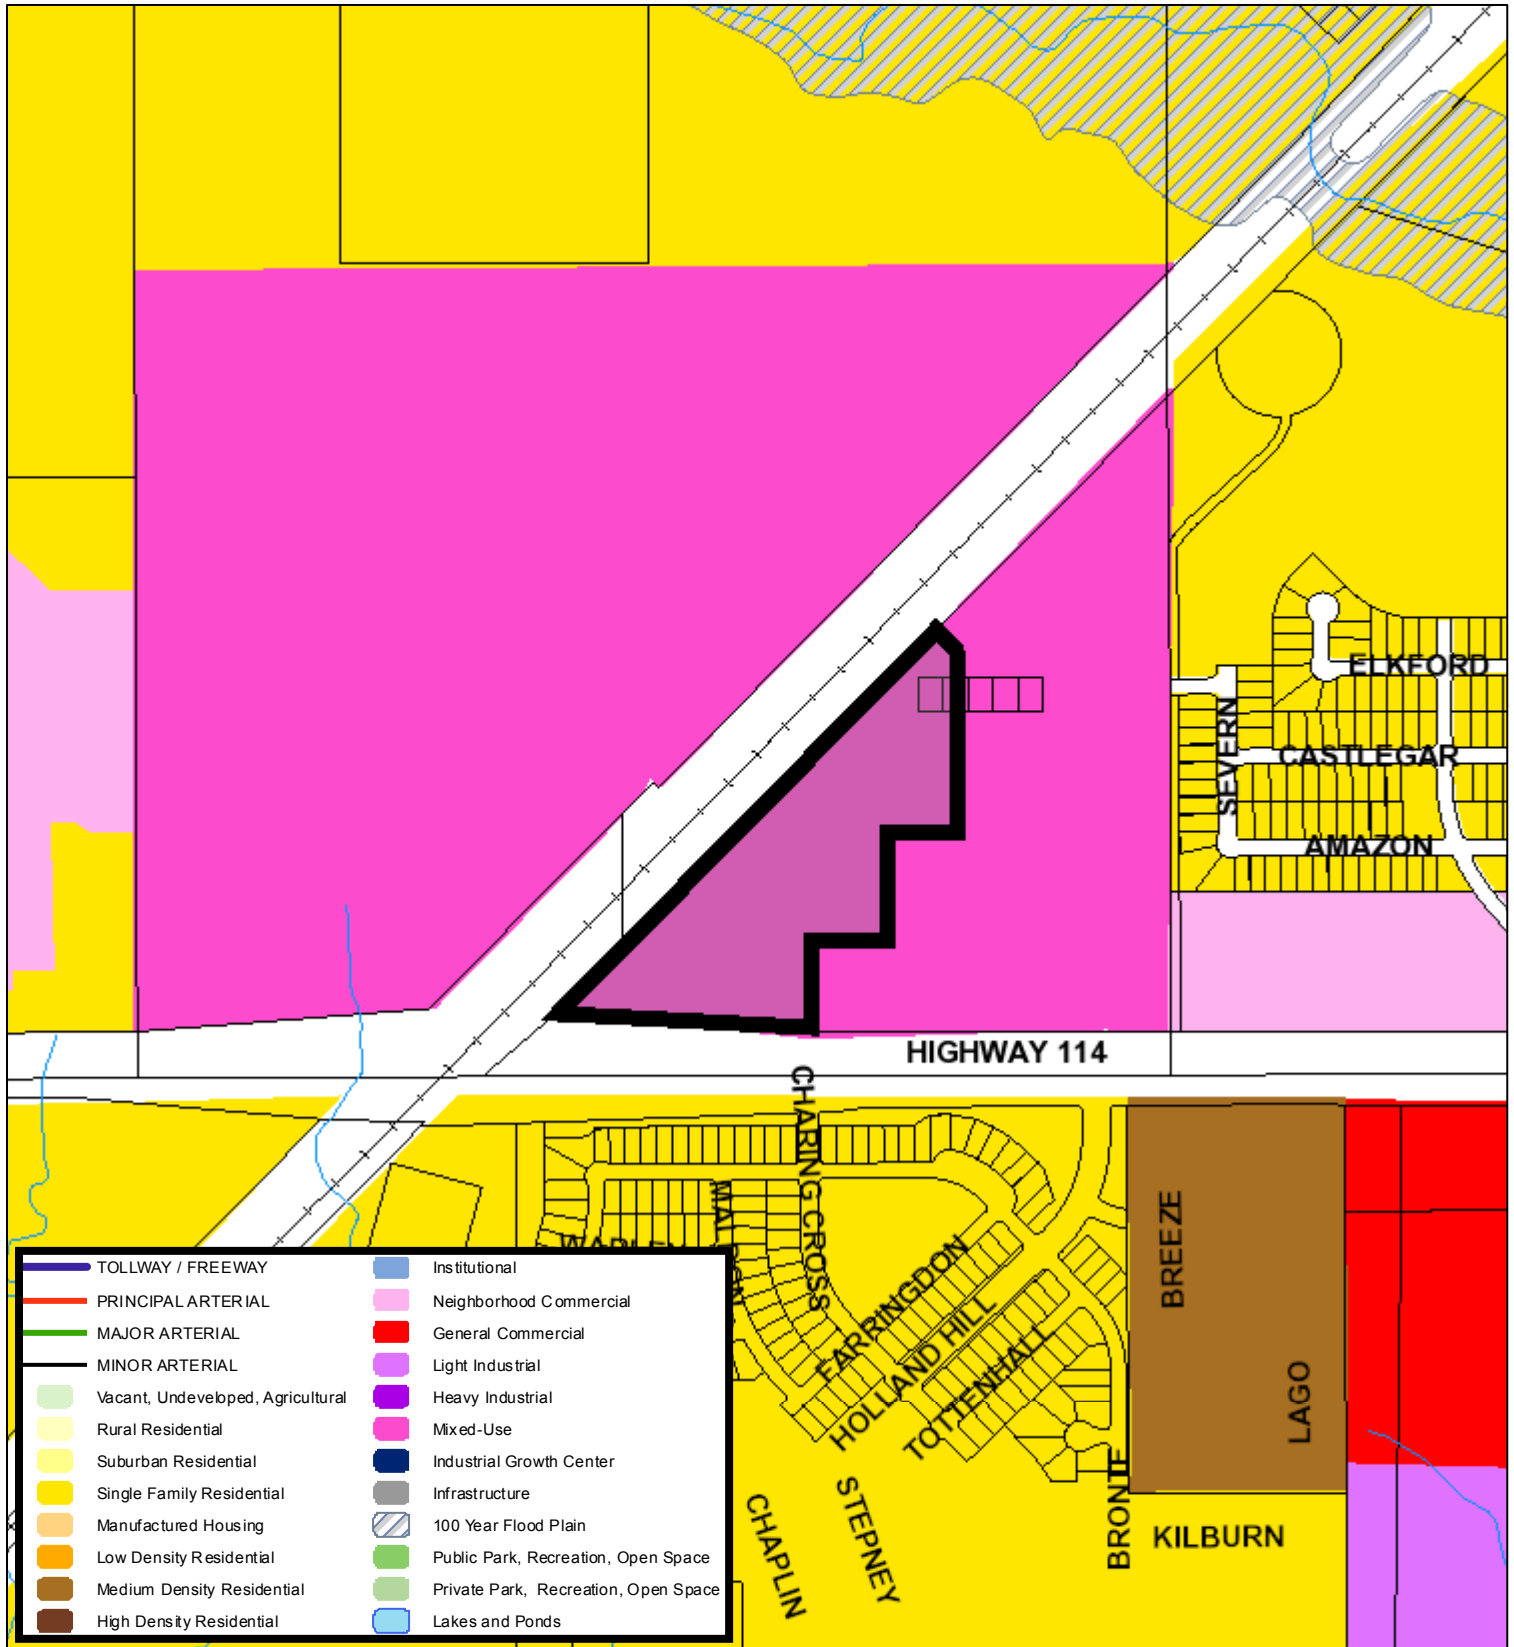 ELKFORD
SEVERN
CASTLEGAR
AMAZON
HIGHWAY 114
CHARING CROSS
BREEZE
FARRINGDON
HOLLAND HILL
TOTTENHALL
LAGO
BRONTE
KILBURN
STEPNEY
CHAPLIN
TOLLWAY / FREEWAY
PRINCIPAL ARTERIAL
MAJOR ARTERIAL
MINOR ARTERIAL
Vacant, Undeveloped, Agricultural
Rural Residential
Suburban Residential
Single Family Residential
Manufactured Housing
Low Density Residential
Medium Density Residential
High Density Residential
Institutional
Neighborhood Commercial
General Commercial
Light Industrial
Heavy Industrial
Mixed-Use
Industrial Growth Center
Infrastructure
100 Year Flood Plain
Public Park, Recreation, Open Space
Private Park, Recreation, Open Space
Lakes and Ponds